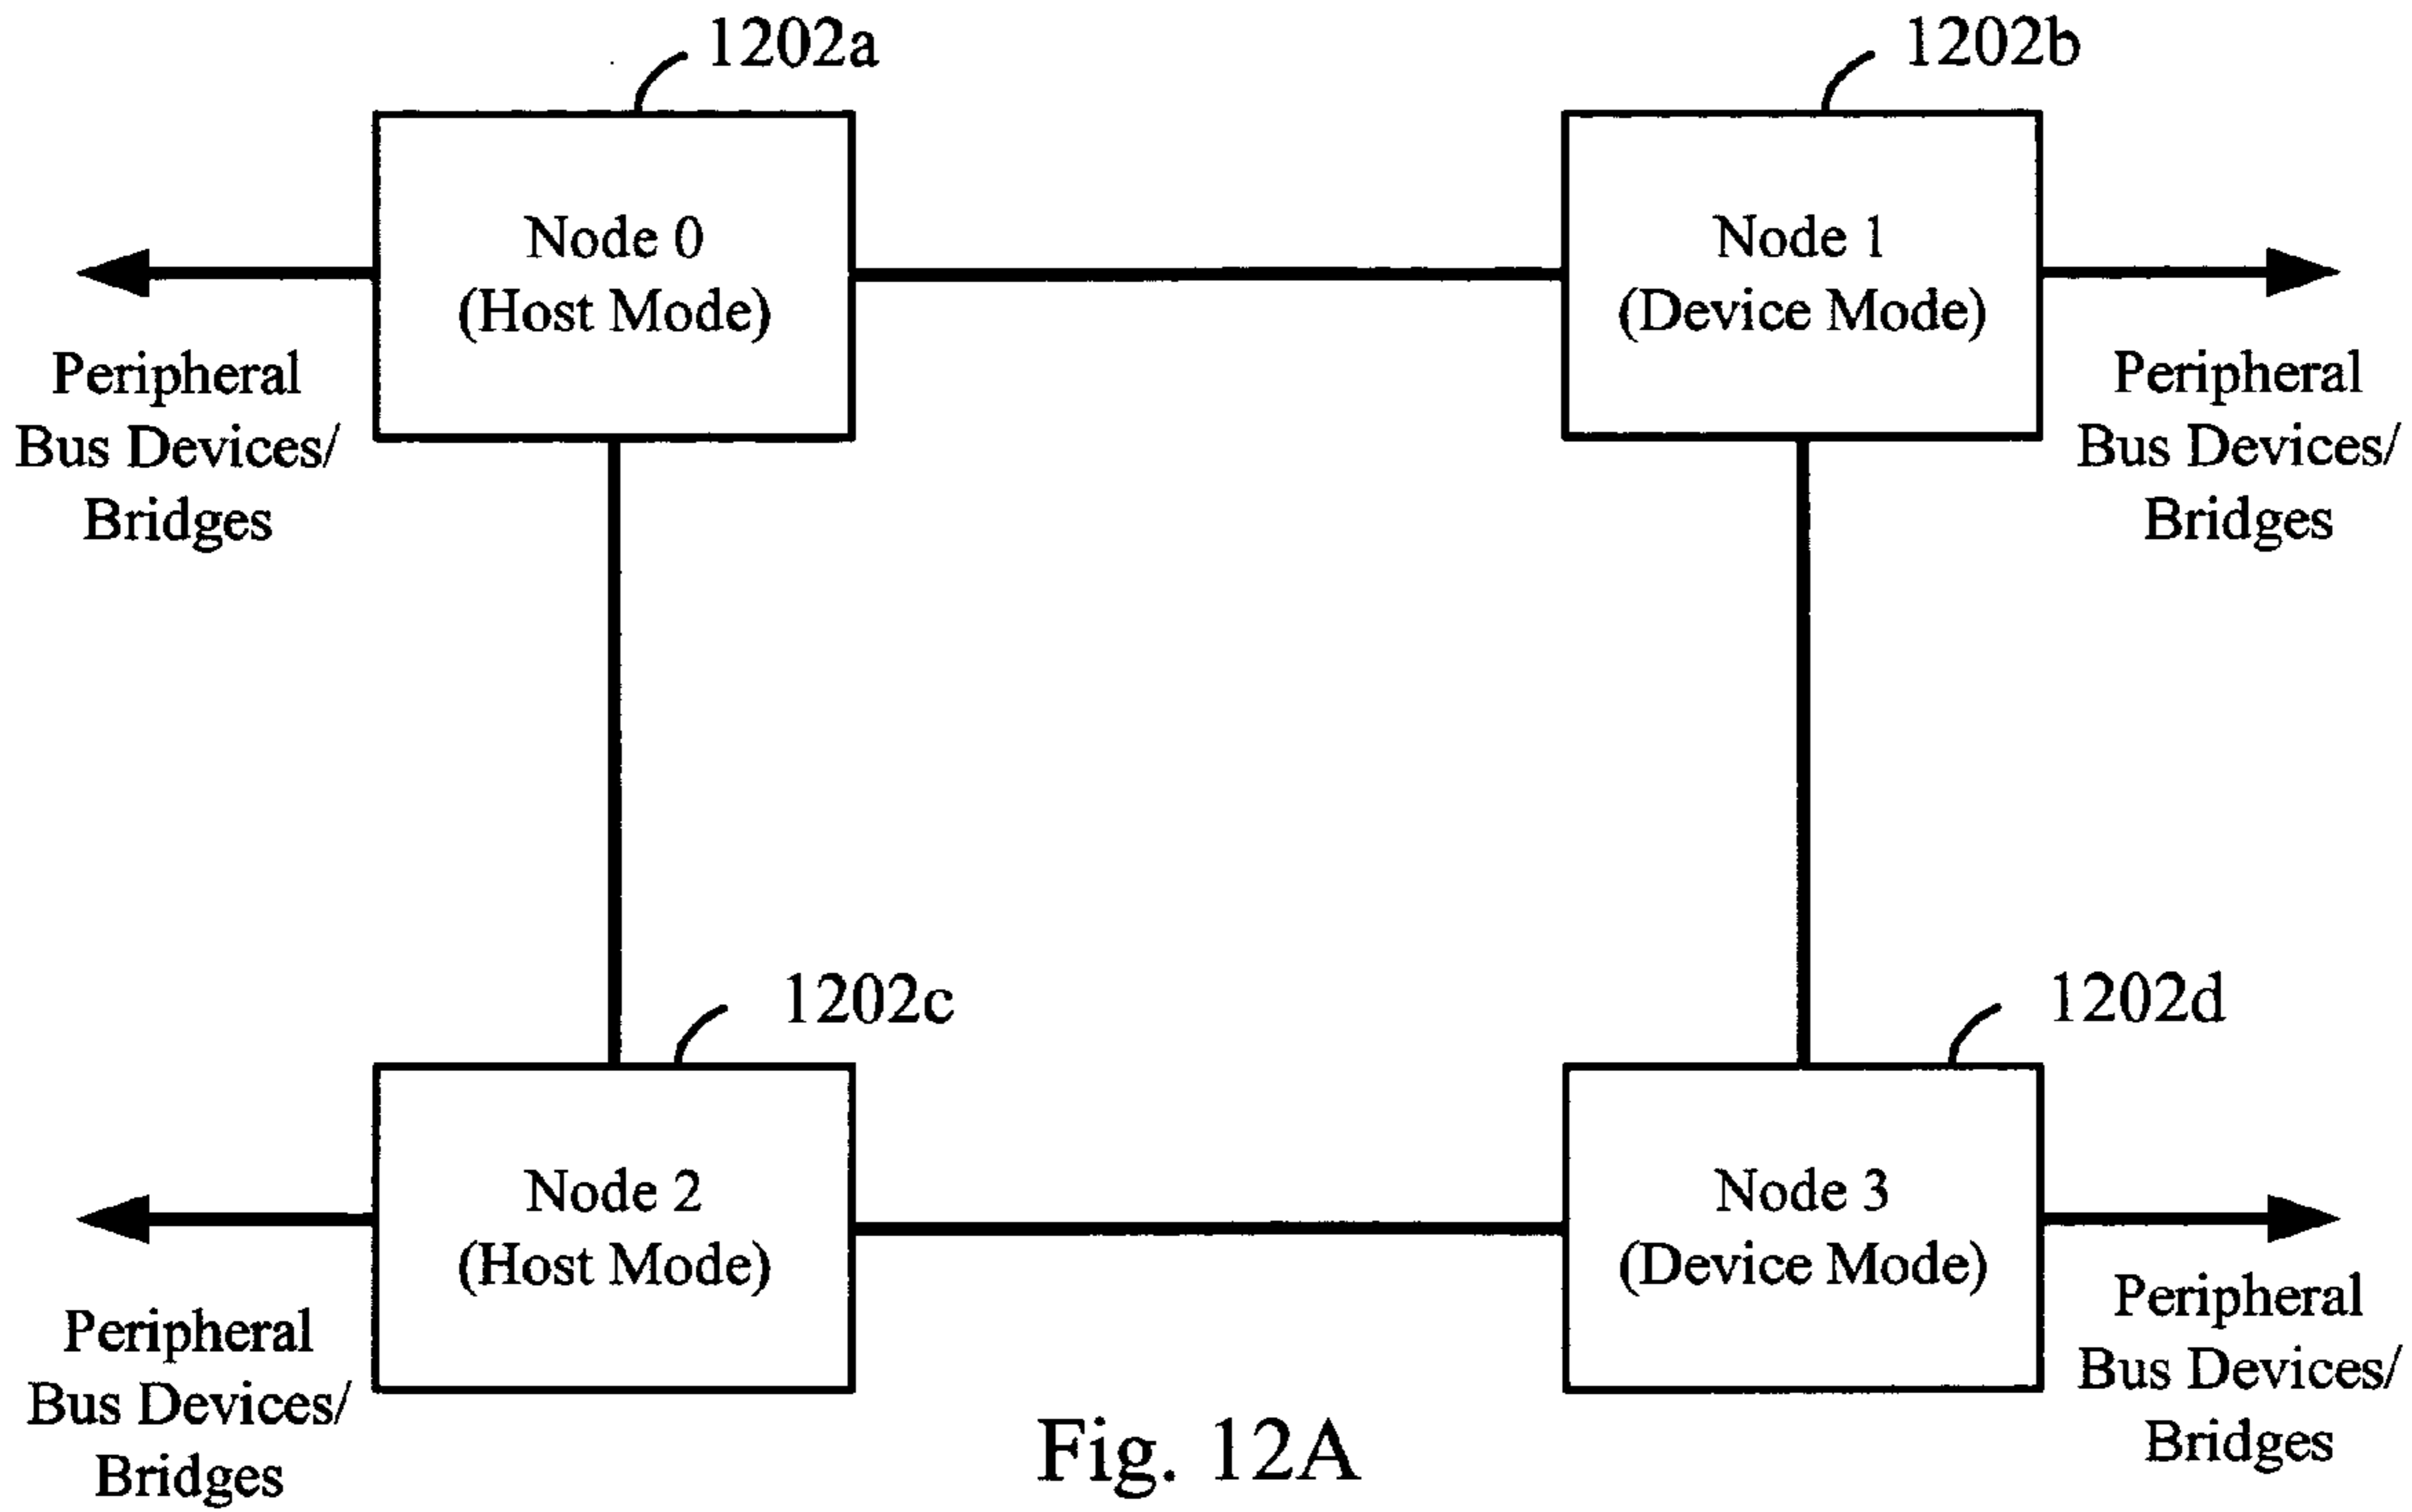 1202a
1202b
Node 0
(Host Mode)
Node 1
(Device Mode)
Peripheral
Bus Devices/
Bridges
Peripheral
Bus Devices/
Bridges
1202c
1202d
Node 2
(Host Mode)
Node 3
(Device Mode)
Peripheral
Bus Devices/
Bridges
Peripheral
Bus Devices/
Bridges
Fig. 12A